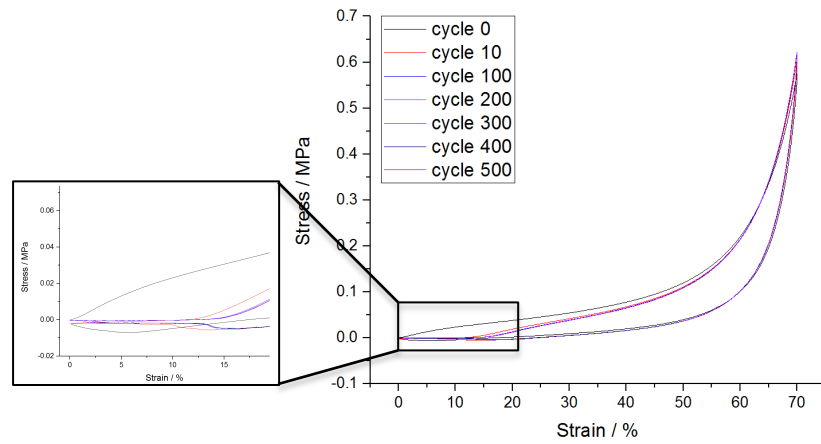 0.7
0.6
0.5
0.4
0.3
0.2
0.1
0.0
-0.1
Stress / MPa
cycle 0
cycle 10
cycle 100
cycle 200
cycle 300
cycle 400
cycle 500
0 10 20 30 40 50 60 70
Strain / %
0.06
0.04
0.02
0.00
-0.02
Stress / MPa
0 5 10 15
Strain / %